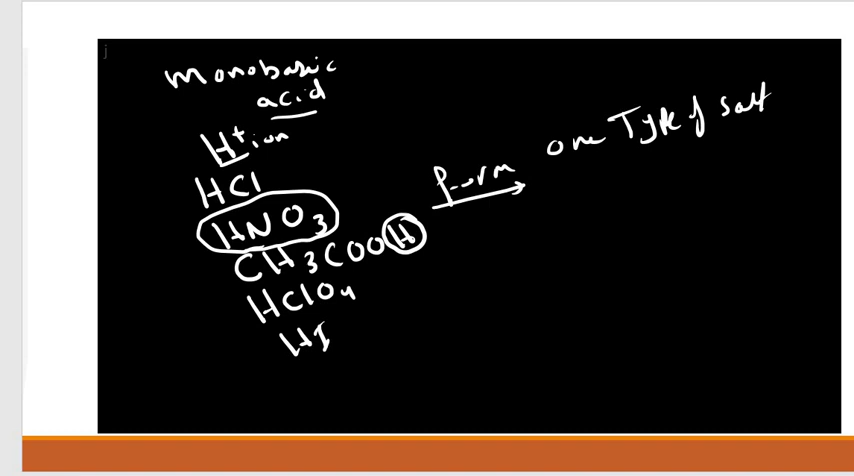 j
Monobasic
acid
H+ ion
HCl
HNO3
CH3COOH
HClO4
HI
form
one Type of salt